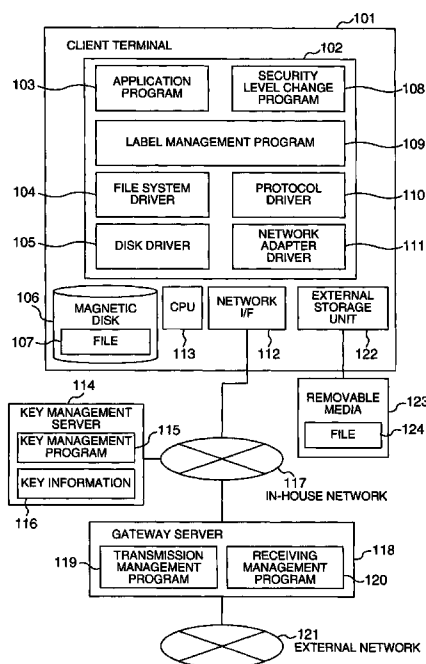 101
CLIENT TERMINAL
102
103
APPLICATION
PROGRAM
SECURITY
LEVEL CHANGE
PROGRAM
108
LABEL MANAGEMENT PROGRAM
109
104
FILE SYSTEM
DRIVER
PROTOCOL
DRIVER
110
105
DISK DRIVER
NETWORK
ADAPTER
DRIVER
111
106
MAGNETIC
DISK
107
FILE
CPU
113
NETWORK
I/F
112
EXTERNAL
STORAGE
UNIT
122
114
KEY MANAGEMENT
SERVER
115
KEY MANAGEMENT
PROGRAM
KEY INFORMATION
116
REMOVABLE
MEDIA
123
FILE
124
117
IN-HOUSE NETWORK
GATEWAY SERVER
118
119
TRANSMISSION
MANAGEMENT
PROGRAM
RECEIVING
MANAGEMENT
PROGRAM
120
121
EXTERNAL NETWORK